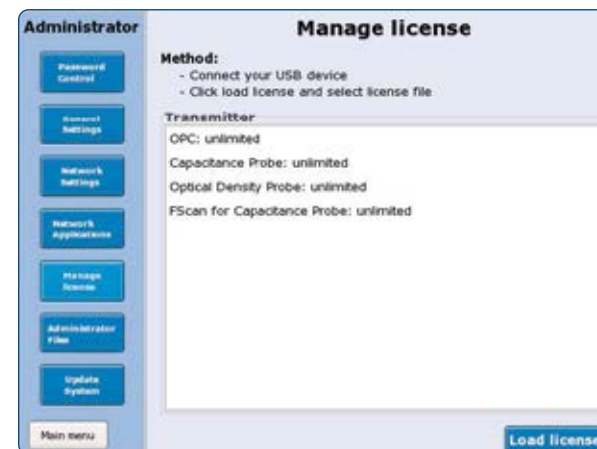 Administrator
Manage license
Password
Control
General
Settings
Network
Settings
Network
Applications
Manage
license
Administrator
Files
Update
System
Main menu
Method:
- Connect your USB device
- Click load license and select license file
Transmitter
OPC: unlimited
Capacitance Probe: unlimited
Optical Density Probe: unlimited
FScan for Capacitance Probe: unlimited
Load license